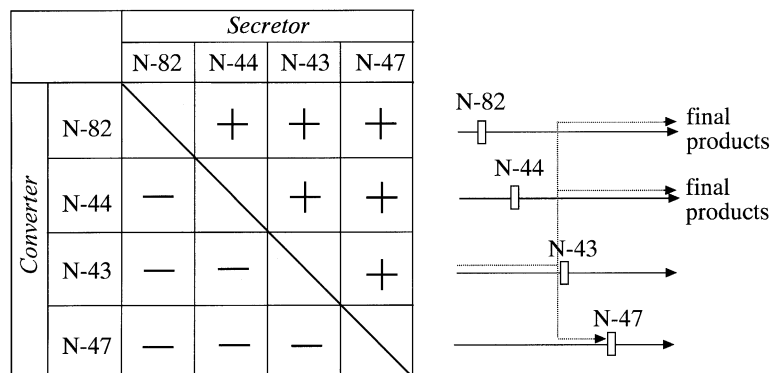 Secretor
N-82 N-44 N-43 N-47
Converter
N-82 + + +
N-44 — + +
N-43 — — +
N-47 — — —
N-82
final
products
N-44
final
products
N-43
N-47